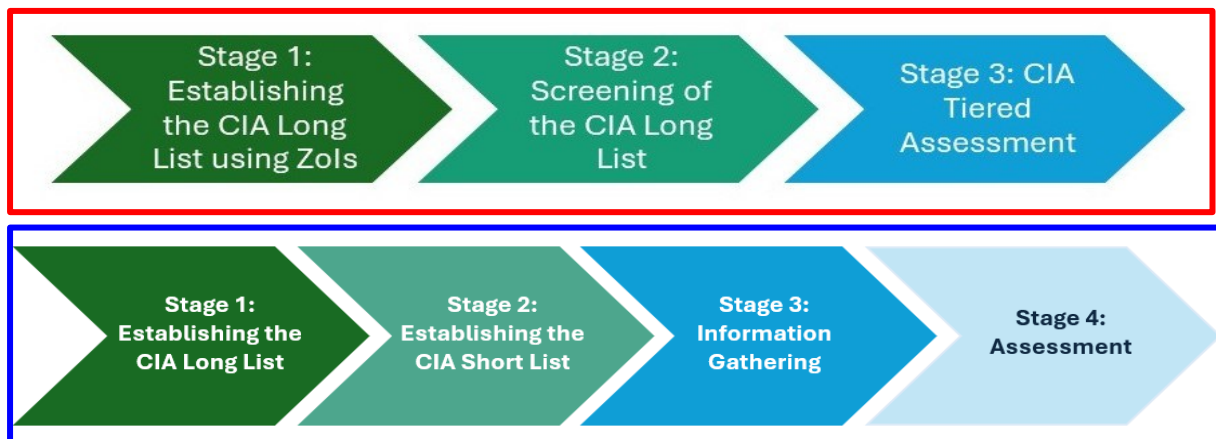 Stage 1:
Establishing
the CIA Long
List using ZoIs
Stage 2:
Screening of
the CIA Long
List
Stage 3: CIA
Tiered
Assessment
Stage 1:
Establishing the
CIA Long List
Stage 2:
Establishing the
CIA Short List
Stage 3:
Information
Gathering
Stage 4:
Assessment